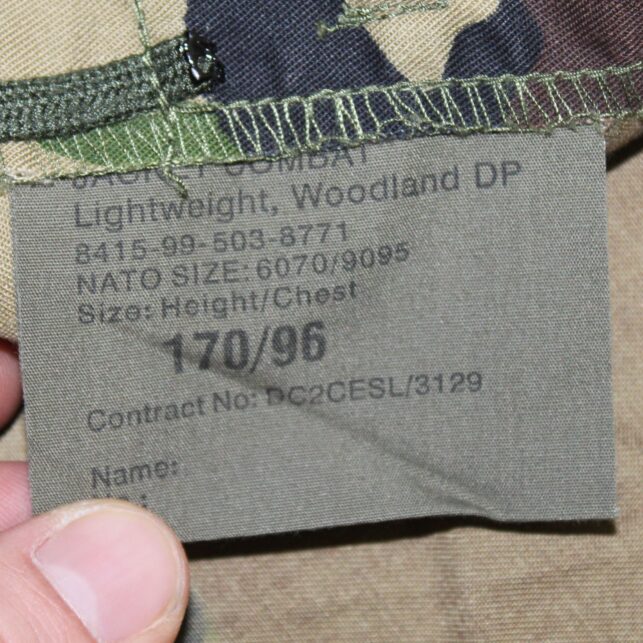 JACKET COMBAT
Lightweight, Woodland DP
8415-99-503-8771
NATO SIZE: 6070/9095
Size: Height/Chest
170/96
Contract No: DC2CESL/3129
Name:
No.: